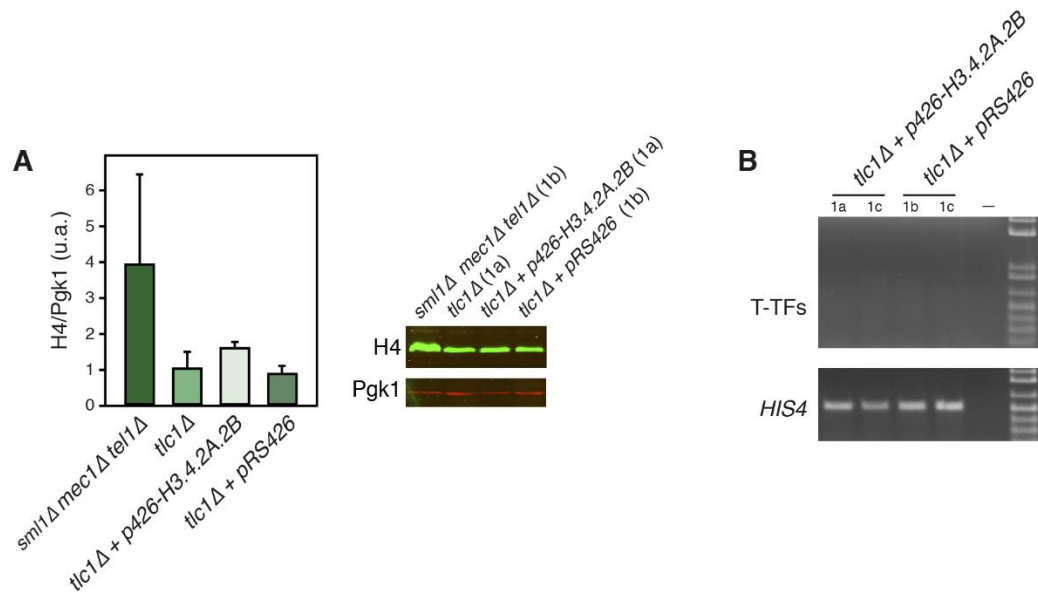 A
H4/Pgk1 (u.a.)
6
5
4
3
2
1
0
sml1Δ mec1Δ tel1Δ
tlc1Δ
tlc1Δ + p426-H3.4.2A.2B
tlc1Δ + pRS426
sml1Δ mec1Δ tel1Δ (1b)
tlc1Δ (1a)
tlc1Δ + p426-H3.4.2A.2B (1a)
tlc1Δ + pRS426 (1b)
H4
Pgk1
B
tlc1Δ + p426-H3.4.2A.2B
tlc1Δ + pRS426
1a 1c 1b 1c –
T-TFs
HIS4